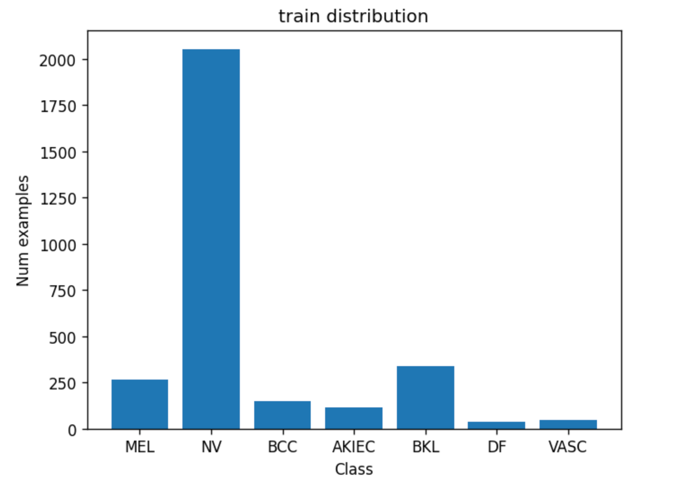 train distribution
2000
1750
1500
1250
1000
750
500
250
0
Num examples
MEL NV BCC AKIEC BKL DF VASC
Class